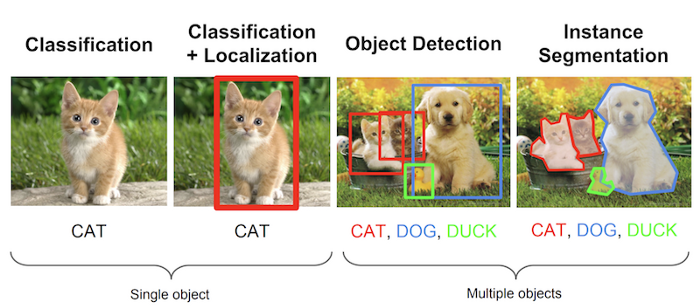 Classification
Classification
+ Localization
Object Detection
Instance
Segmentation
CAT
CAT
CAT, DOG, DUCK
CAT, DOG, DUCK
Single object
Multiple objects